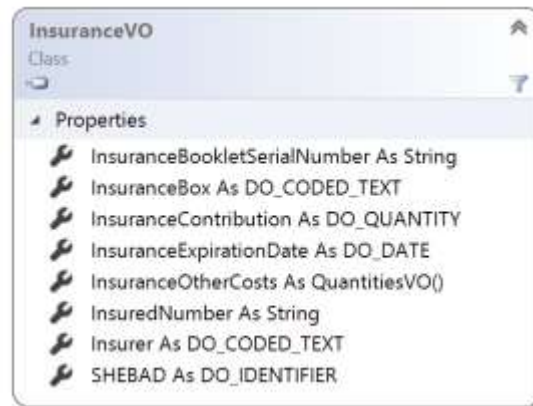 InsuranceVO
Class
Properties
InsuranceBookletSerialNumber As String
InsuranceBox As DO_CODED_TEXT
InsuranceContribution As DO_QUANTITY
InsuranceExpirationDate As DO_DATE
InsuranceOtherCosts As QuantitiesVO()
InsuredNumber As String
Insurer As DO_CODED_TEXT
SHEBAD As DO_IDENTIFIER